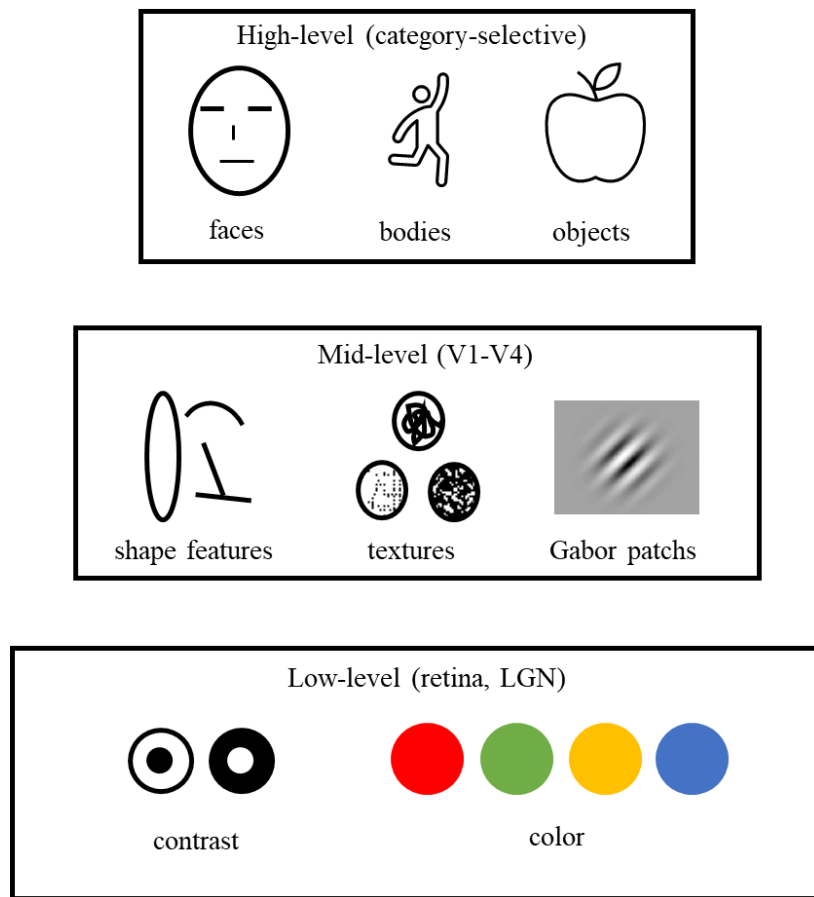 High-level (category-selective)
faces bodies objects
Mid-level (V1-V4)
shape features textures Gabor patchs
Low-level (retina, LGN)
contrast color